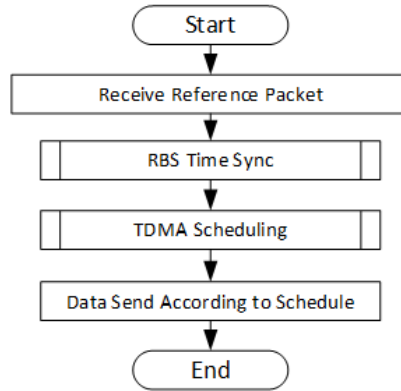 Start
Receive Reference Packet
RBS Time Sync
TDMA Scheduling
Data Send According to Schedule
End